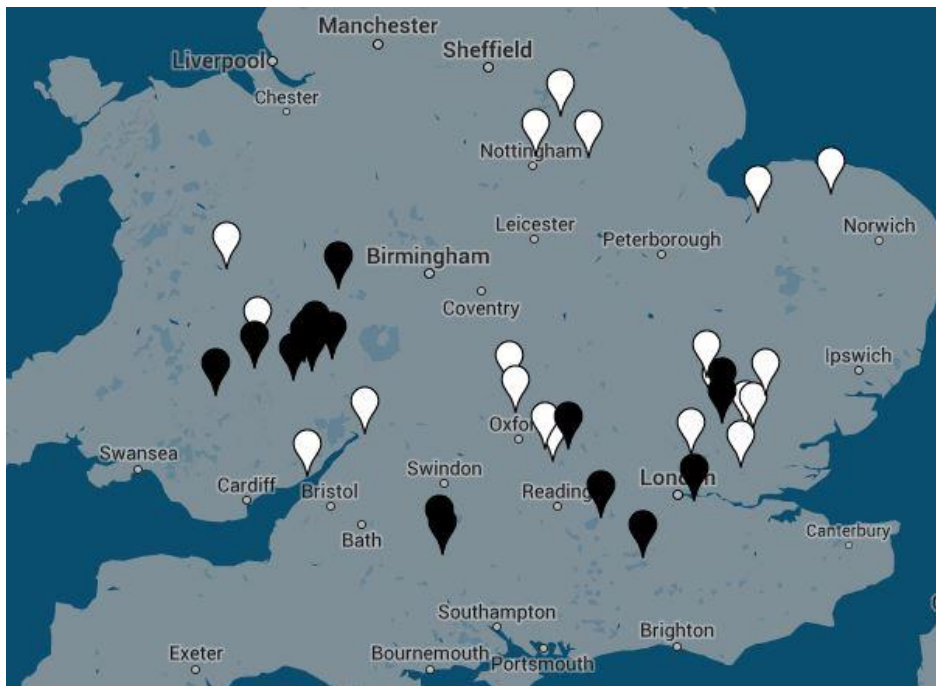 Manchester
Sheffield
Liverpool
Chester
Nottingham
Leicester
Norwich
Peterborough
Birmingham
Coventry
Ipswich
Oxfor
Swansea
Swindon
Cardiff
Bristol
Reading
London
Bath
Canterbury
Southampton
Brighton
Exeter
Bournemouth
Portsmouth